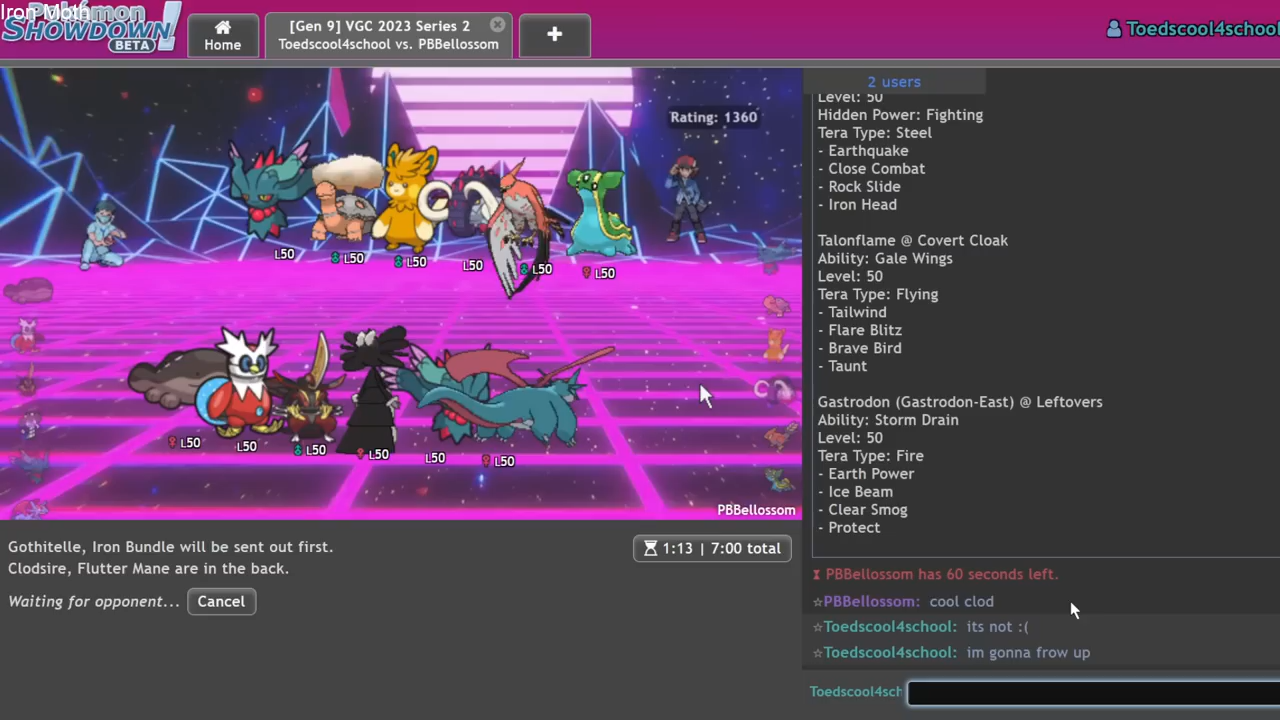 Iron Moth
Pokémon
SHOWDOWN!
BETA
Home
[Gen 9] VGC 2023 Series 2
Toedscool4school vs. PBBellossom
+
Toedscool4school
2 users
Rating: 1360
L50
L50
L50
L50
L50
L50
L50
L50
L50
L50
L50
L50
PBBellossom
Level: 50
Hidden Power: Fighting
Tera Type: Steel
- Earthquake
- Close Combat
- Rock Slide
- Iron Head
Talonflame @ Covert Cloak
Ability: Gale Wings
Level: 50
Tera Type: Flying
- Tailwind
- Flare Blitz
- Brave Bird
- Taunt
Gastrodon (Gastrodon-East) @ Leftovers
Ability: Storm Drain
Level: 50
Tera Type: Fire
- Earth Power
- Ice Beam
- Clear Smog
- Protect
PBBellossom has 60 seconds left.
☆PBBellossom: cool clod
☆Toedscool4school: its not :(
☆Toedscool4school: im gonna frow up
Toedscool4sch
Gothitelle, Iron Bundle will be sent out first.
Clodsire, Flutter Mane are in the back.
Waiting for opponent... Cancel
1:13 | 7:00 total